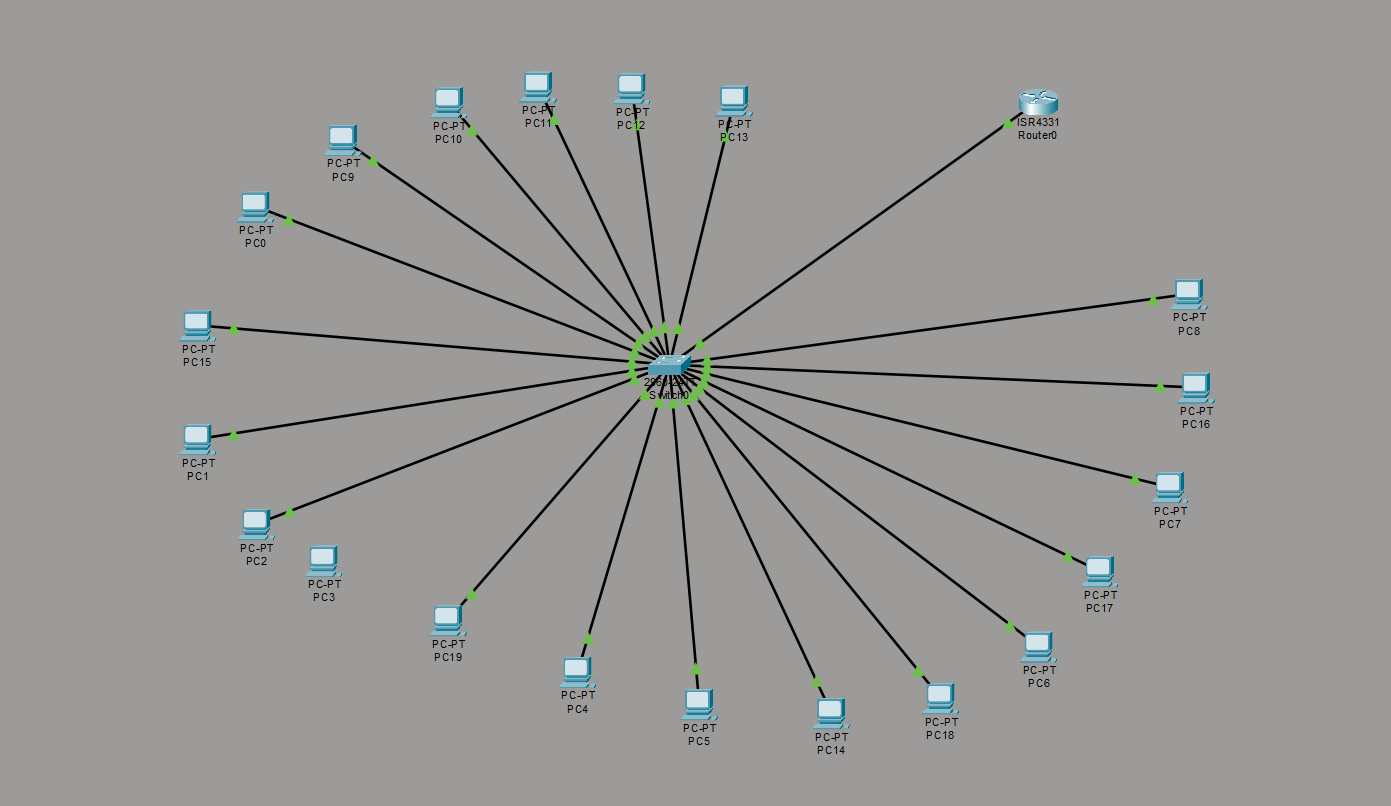 PC-PT
PC11
PC-PT
PC12
PC-PT
PC10
PC-PT
PC13
ISR4331
Router0
PC-PT
PC9
PC-PT
PC0
PC-PT
PC8
PC-PT
PC15
Switch0
PC-PT
PC16
PC-PT
PC1
PC-PT
PC7
PC-PT
PC2
PC-PT
PC3
PC-PT
PC17
PC-PT
PC19
PC-PT
PC6
PC-PT
PC4
PC-PT
PC5
PC-PT
PC18
PC-PT
PC14